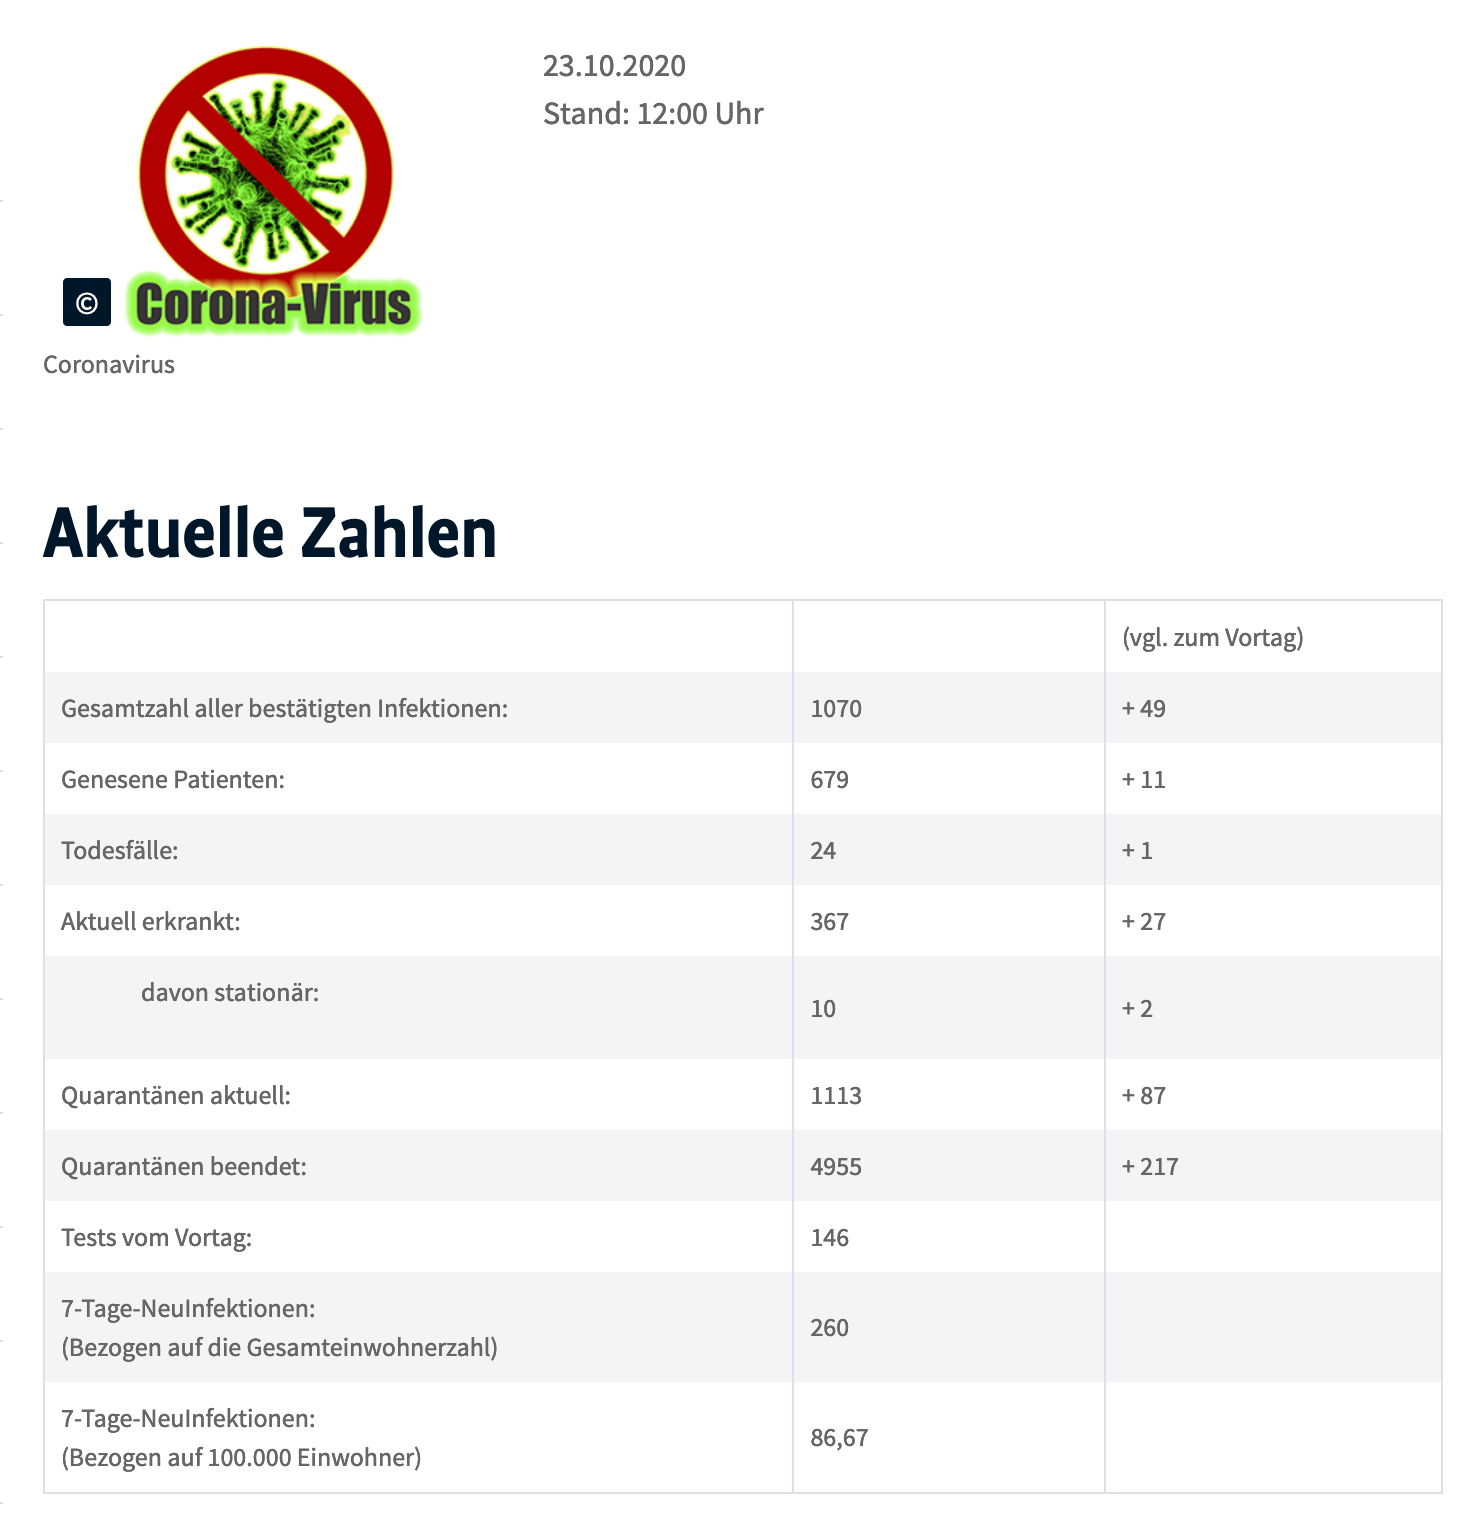 23.10.2020
Stand: 12:00 Uhr
©
Corona-Virus
Coronavirus
Aktuelle Zahlen
(vgl. zum Vortag)
Gesamtzahl aller bestätigten Infektionen: 1070 + 49
Genesene Patienten: 679 + 11
Todesfälle: 24 + 1
Aktuell erkrankt: 367 + 27
davon stationär: 10 + 2
Quarantänen aktuell: 1113 + 87
Quarantänen beendet: 4955 + 217
Tests vom Vortag: 146
7-Tage-NeuInfektionen:
(Bezogen auf die Gesamteinwohnerzahl) 260
7-Tage-NeuInfektionen:
(Bezogen auf 100.000 Einwohner) 86,67